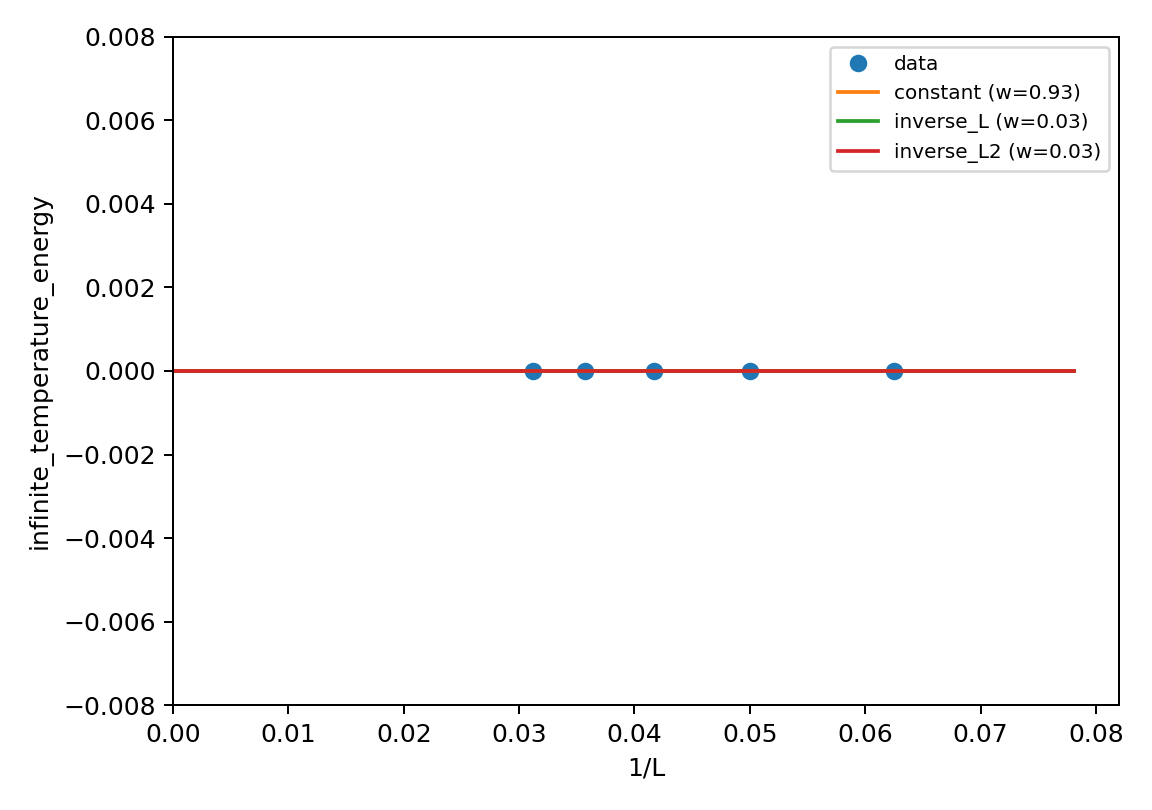 0.008
0.006
0.004
0.002
0.000
−0.002
−0.004
−0.006
−0.008
infinite_temperature_energy
data
constant (w=0.93)
inverse_L (w=0.03)
inverse_L2 (w=0.03)
0.00 0.01 0.02 0.03 0.04 0.05 0.06 0.07 0.08
1/L